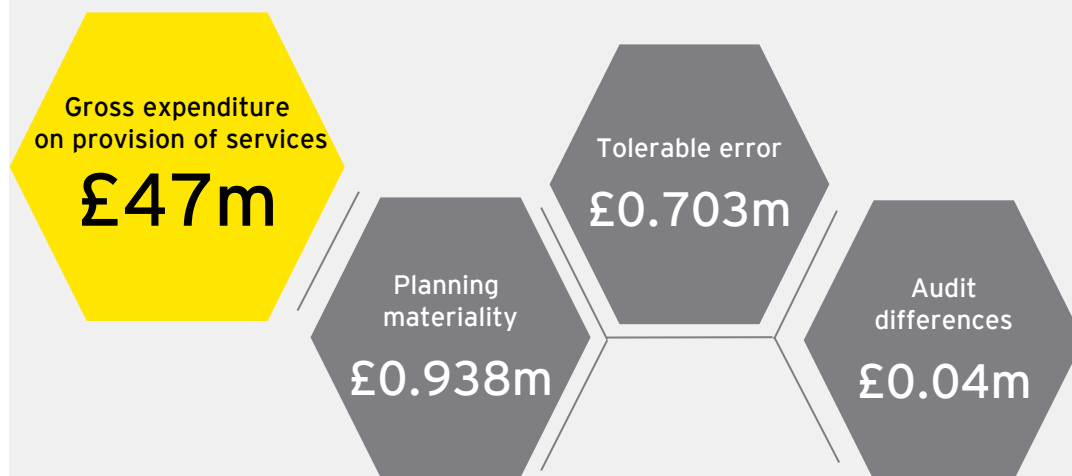 Gross expenditure
on provision of services
£47m
Planning
materiality
£0.938m
Tolerable error
£0.703m
Audit
differences
£0.04m